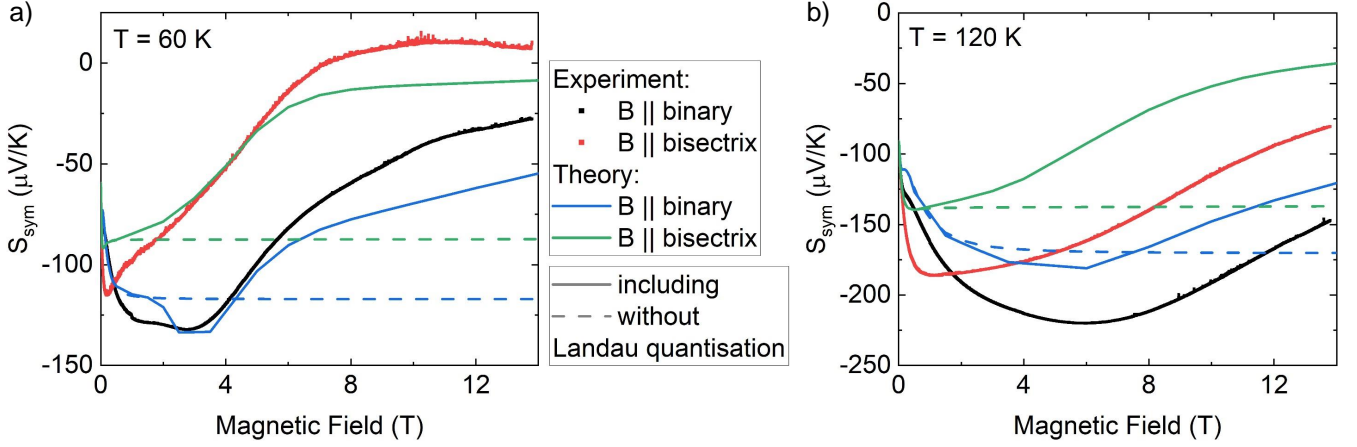 a)
T = 60 K
0
-50
-100
-150
S_sym (μV/K)
0
4
8
12
Magnetic Field (T)
Experiment:
B || binary
B || bisectrix
Theory:
B || binary
B || bisectrix
including
without
Landau quantisation
b)
T = 120 K
0
-50
-100
-150
-200
-250
S_sym (μV/K)
0
4
8
12
Magnetic Field (T)